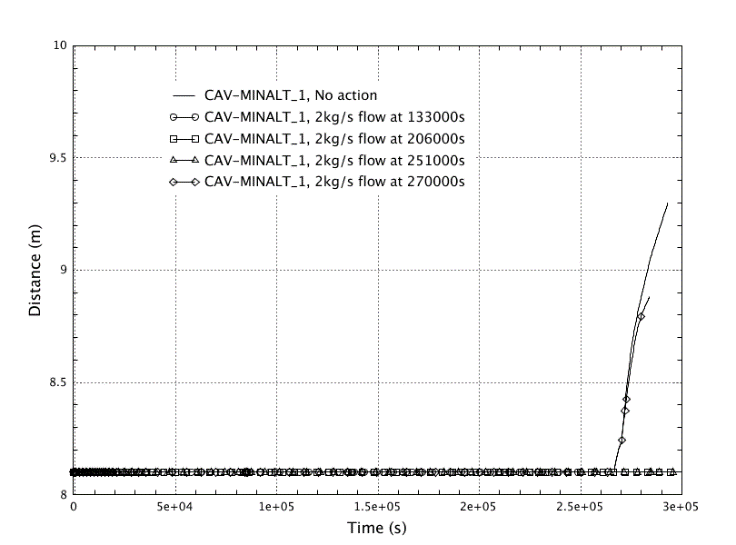 10
CAV-MINALT_1, No action
CAV-MINALT_1, 2kg/s flow at 133000s
CAV-MINALT_1, 2kg/s flow at 206000s
CAV-MINALT_1, 2kg/s flow at 251000s
CAV-MINALT_1, 2kg/s flow at 270000s
9.5
9
8.5
8
Distance (m)
0 5e+04 1e+05 1.5e+05 2e+05 2.5e+05 3e+05
Time (s)